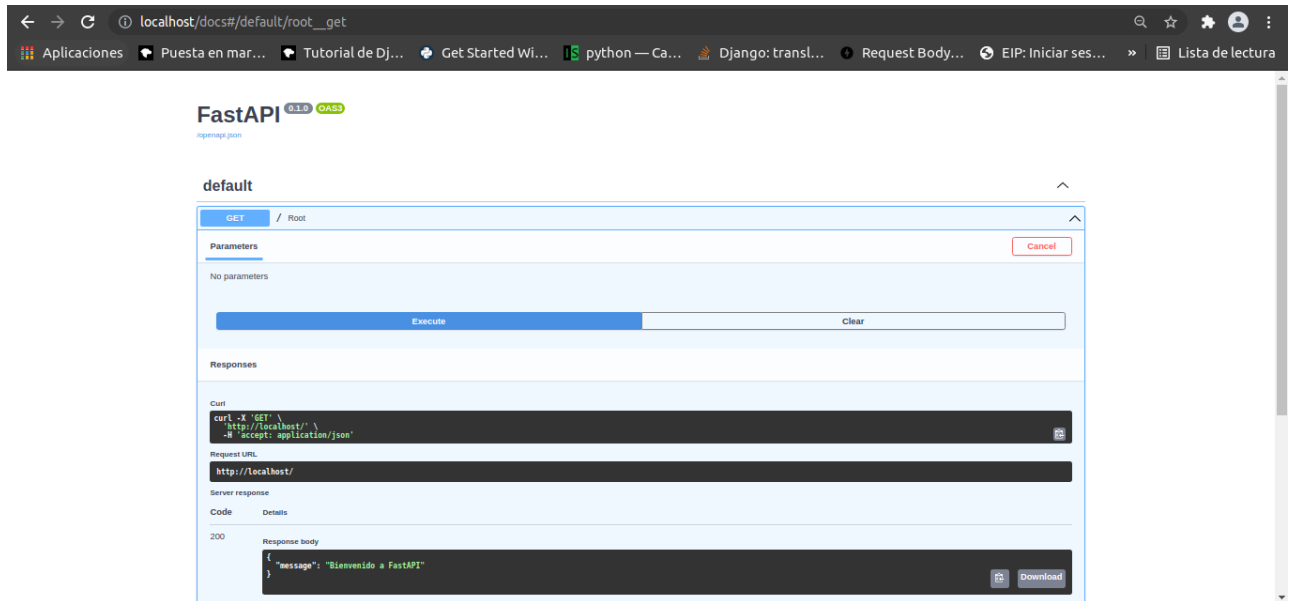 localhost/docs#/default/root__get
Aplicaciones Puesta en mar... Tutorial de Dj... Get Started Wi... python — Ca... Django: transl... Request Body... EIP: Iniciar ses... » Lista de lectura
FastAPI 0.1.0 OAS3
/openapi.json
default
GET / Root
Parameters Cancel
No parameters
Execute Clear
Responses
Curl
curl -X 'GET' \
'http://localhost/' \
-H 'accept: application/json'
Request URL
http://localhost/
Server response
Code Details
200 Response body
{
"message": "Bienvenido a FastAPI"
}
Download